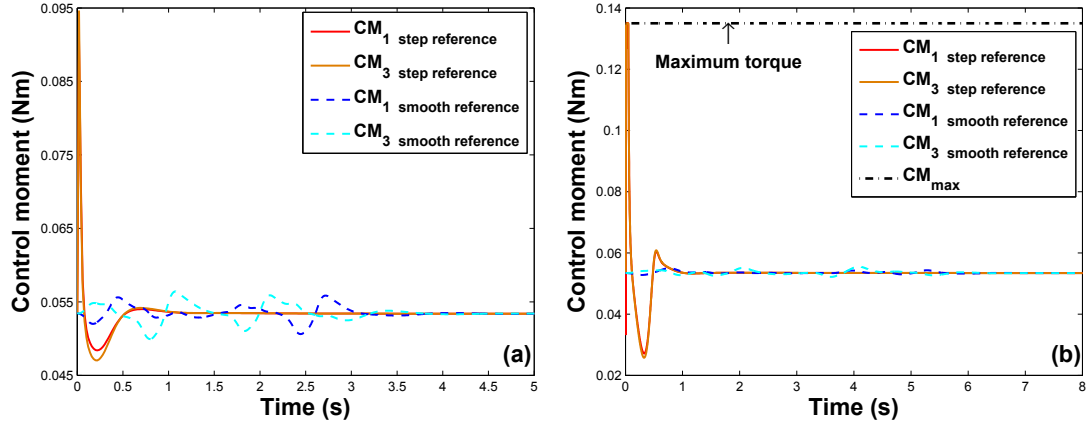 0.095
0.085
0.075
0.065
0.055
0.045
Control moment (Nm)
CM1 step reference
CM3 step reference
CM1 smooth reference
CM3 smooth reference
(a)
0 0.5 1 1.5 2 2.5 3 3.5 4 4.5 5
Time (s)
0.14
0.12
0.1
0.08
0.06
0.04
0.02
Control moment (Nm)
Maximum torque
CM1 step reference
CM3 step reference
CM1 smooth reference
CM3 smooth reference
CMmax
(b)
0 1 2 3 4 5 6 7 8
Time (s)